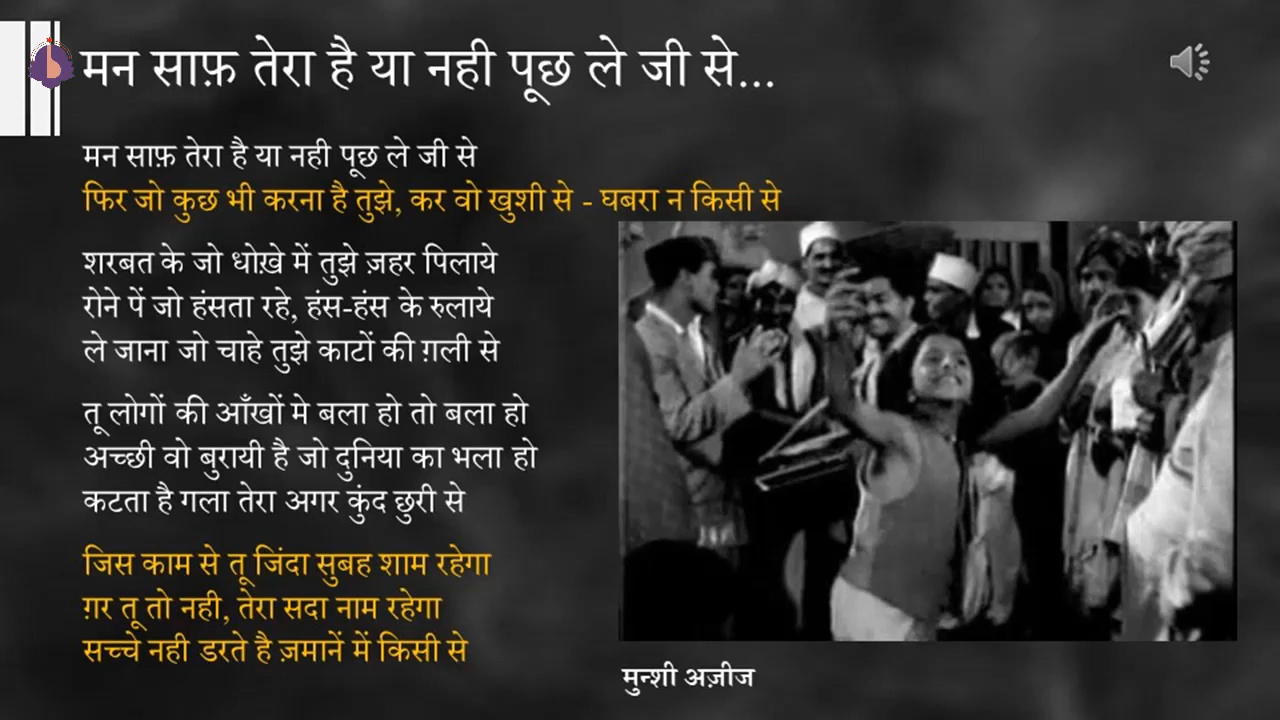 मन साफ़ तेरा है या नही पूछ ले जी से...
मन साफ़ तेरा है या नही पूछ ले जी से
फिर जो कुछ भी करना है तुझे, कर वो खुशी से - घबरा न किसी से
शरबत के जो धोख़े में तुझे ज़हर पिलाये
रोने पें जो हंसता रहे, हंस-हंस के रुलाये
ले जाना जो चाहे तुझे काटों की ग़ली से
तू लोगों की आँखों मे बला हो तो बला हो
अच्छी वो बुरायी है जो दुनिया का भला हो
कटता है गला तेरा अगर कुंद छुरी से
जिस काम से तू जिंदा सुबह शाम रहेगा
ग़र तू तो नही, तेरा सदा नाम रहेगा
सच्चे नही डरते है ज़मानें में किसी से
मुन्शी अज़ीज